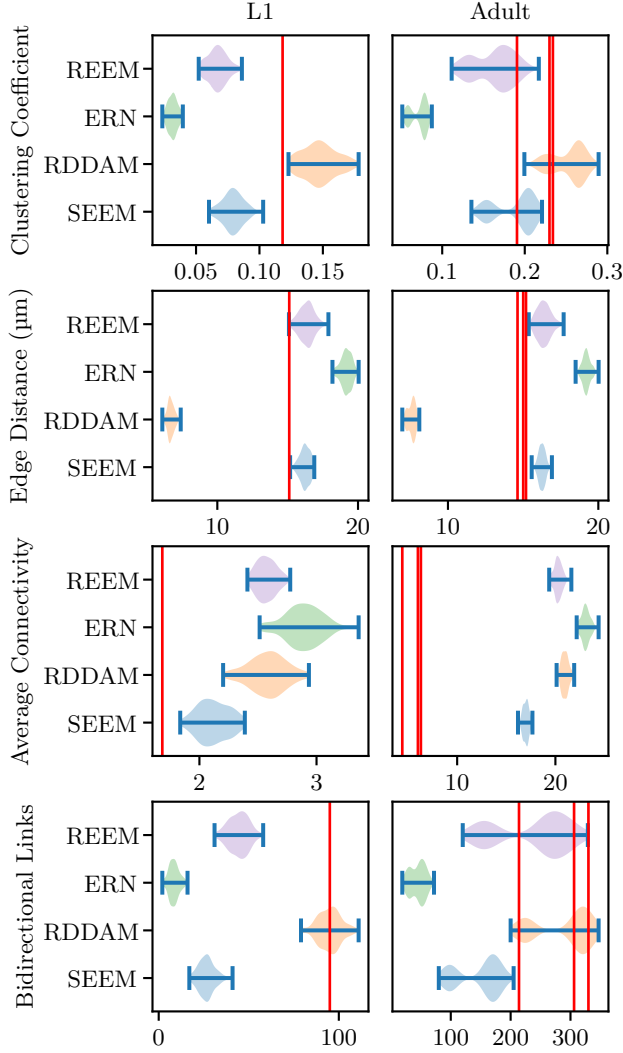 L1 Adult
Clustering Coefficient
REEM
ERN
RDDAM
SEEM
0.05 0.10 0.15 0.1 0.2 0.3
Edge Distance (µm)
REEM
ERN
RDDAM
SEEM
10 20 10 20
Average Connectivity
REEM
ERN
RDDAM
SEEM
2 3 10 20
Bidirectional Links
REEM
ERN
RDDAM
SEEM
0 100 100 200 300